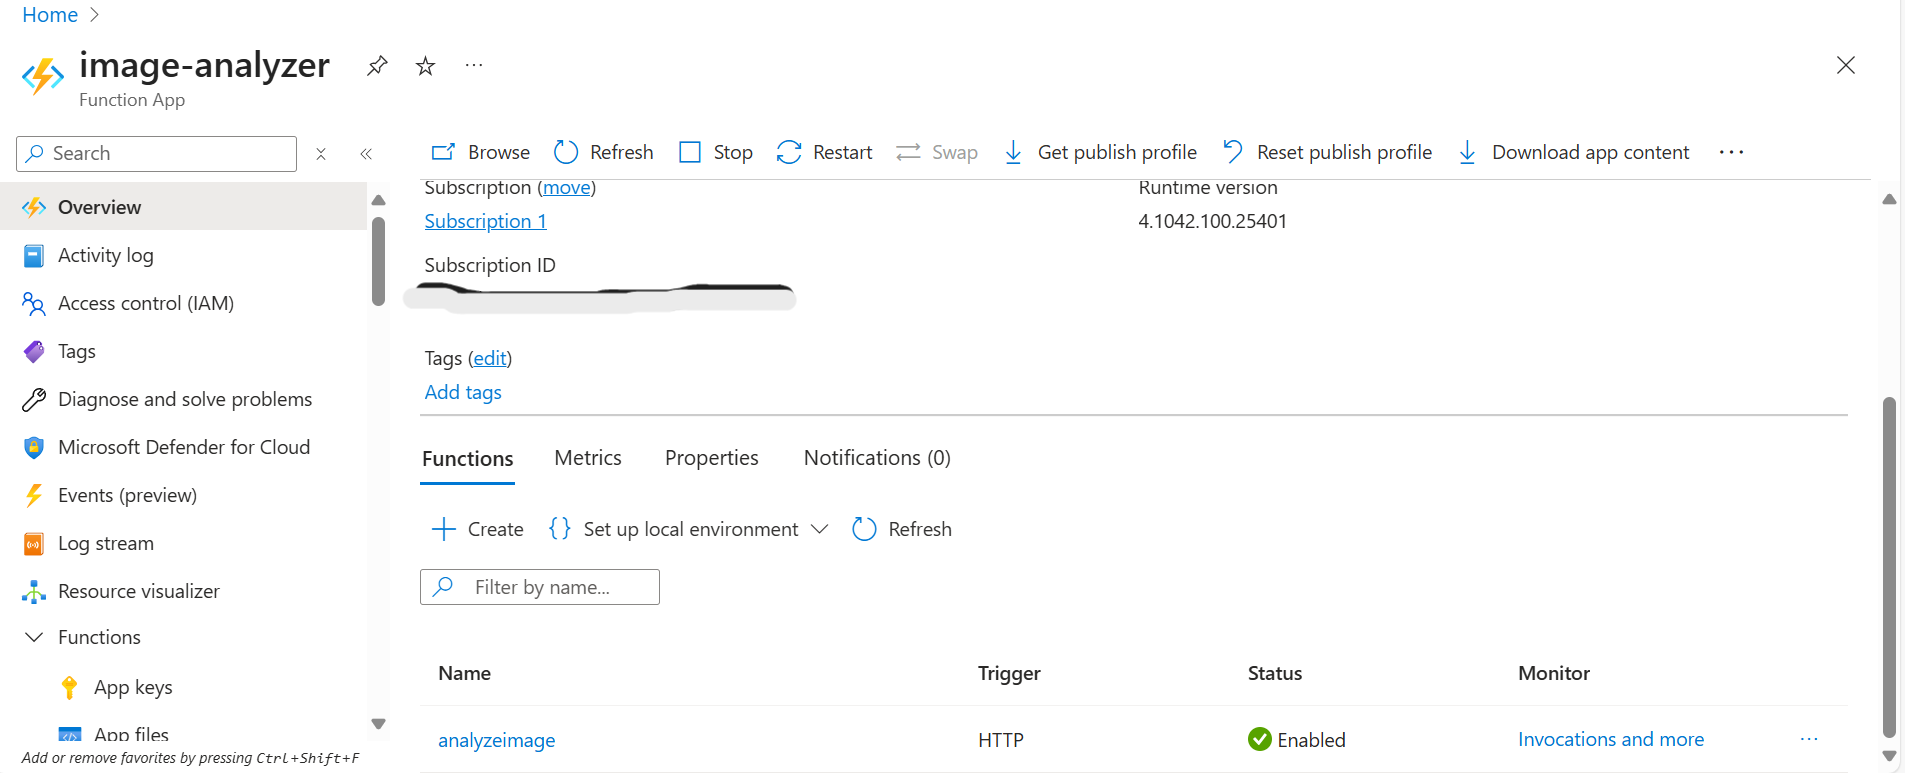 Home
image-analyzer
Function App
Search
Browse Refresh Stop Restart Swap Get publish profile Reset publish profile Download app content
Overview
Activity log
Access control (IAM)
Tags
Diagnose and solve problems
Microsoft Defender for Cloud
Events (preview)
Log stream
Resource visualizer
Functions
App keys
App files
Add or remove favorites by pressing Ctrl+Shift+F
Subscription (move)
Subscription 1
Subscription ID
Runtime version
4.1042.100.25401
Tags (edit)
Add tags
Functions Metrics Properties Notifications (0)
Create {} Set up local environment Refresh
Filter by name...
Name Trigger Status Monitor
analyzeimage HTTP Enabled Invocations and more